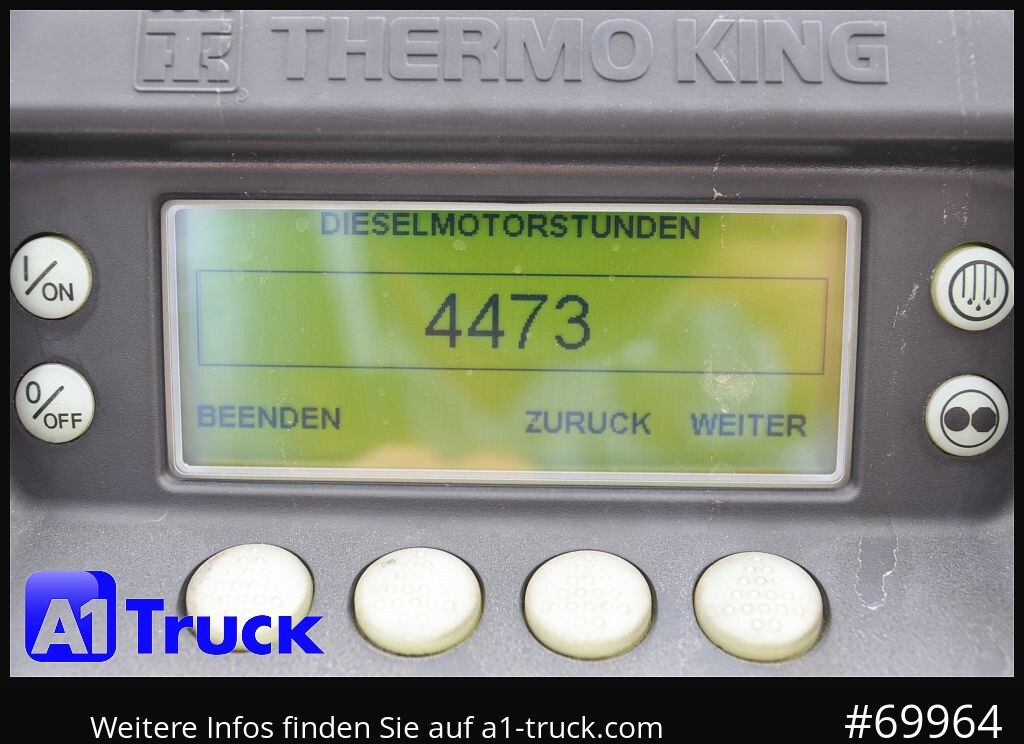 THERMO KING
DIESELMOTORSTUNDEN
I/ON
4473
0/OFF
BEENDEN ZURUCK WEITER
A1 Truck
Weitere Infos finden Sie auf a1-truck.com
#69964